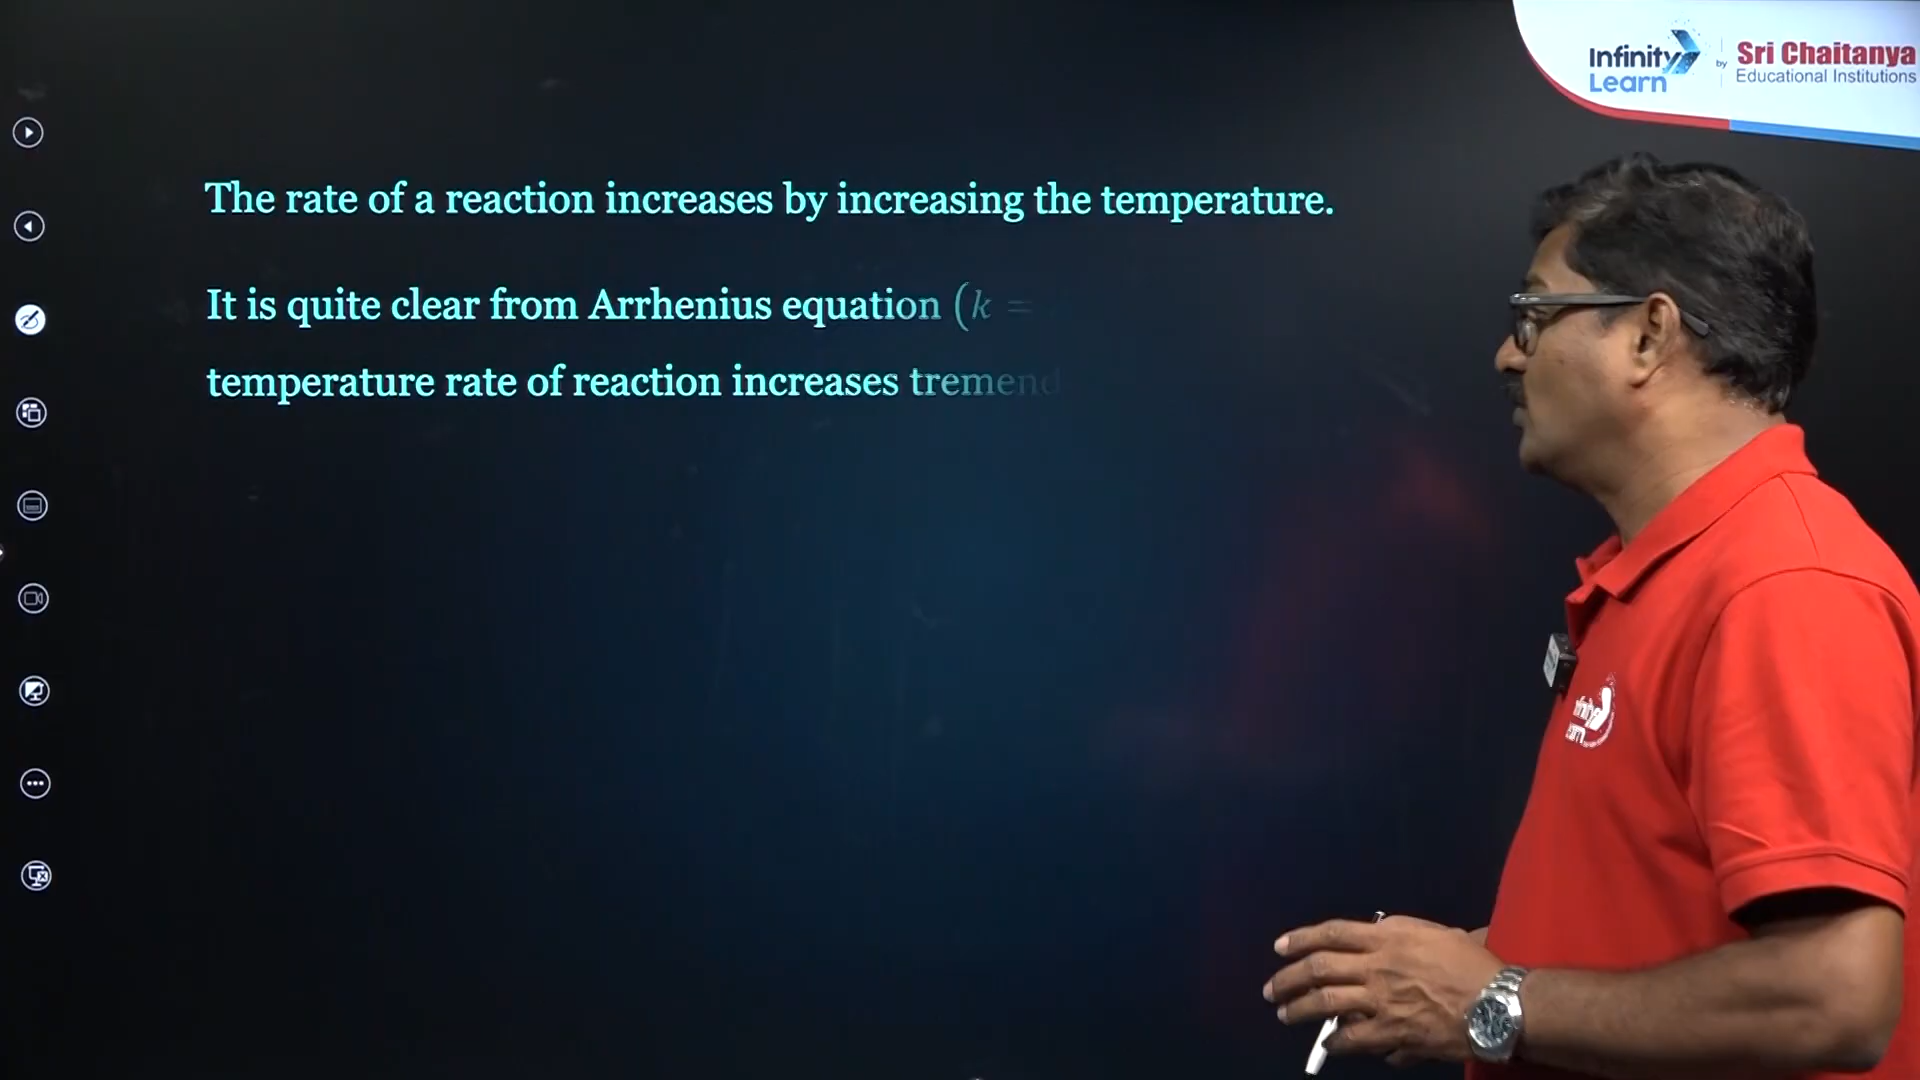 Infinity
Learn
by
Sri Chaitanya
Educational Institutions
The rate of a reaction increases by increasing the temperature.
It is quite clear from Arrhenius equation (k =
temperature rate of reaction increases tremend